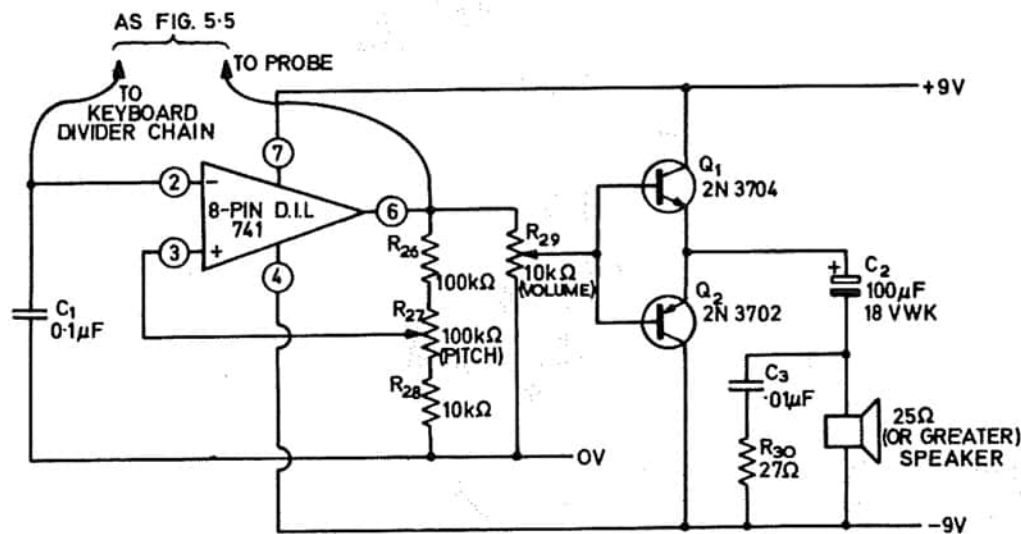 AS FIG. 5·5
TO PROBE
TO
KEYBOARD
DIVIDER CHAIN
+9V
7
2
−
8-PIN D.I.L
741
6
3
+
4
Q1
2N 3704
R26
100kΩ
R29
10kΩ
(VOLUME)
R27
100kΩ
(PITCH)
R28
10kΩ
C1
0·1µF
+
C2
100µF
18 VWK
Q2
2N 3702
C3
·01µF
R30
27Ω
25Ω
(OR GREATER)
SPEAKER
0V
−9V